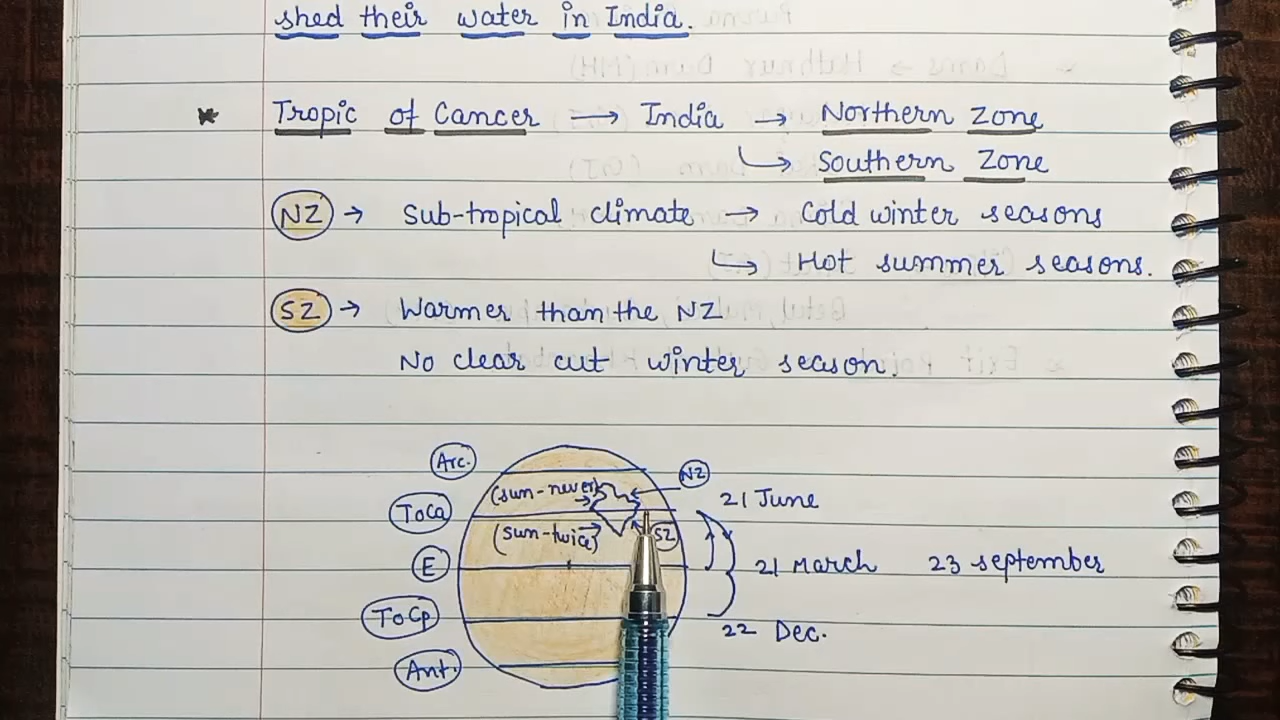 shed their water in India.
* Tropic of Cancer → India → Northern Zone
↳ Southern Zone
NZ → Sub-tropical climate → Cold winter seasons
↳ Hot summer seasons.
SZ → Warmer than the NZ
No clear cut winter season.
Arc.
NZ
(sun-never)
21 June
ToCa
(sun-twice)
SZ
E
21 March 23 september
ToCp
22 Dec.
Ant.